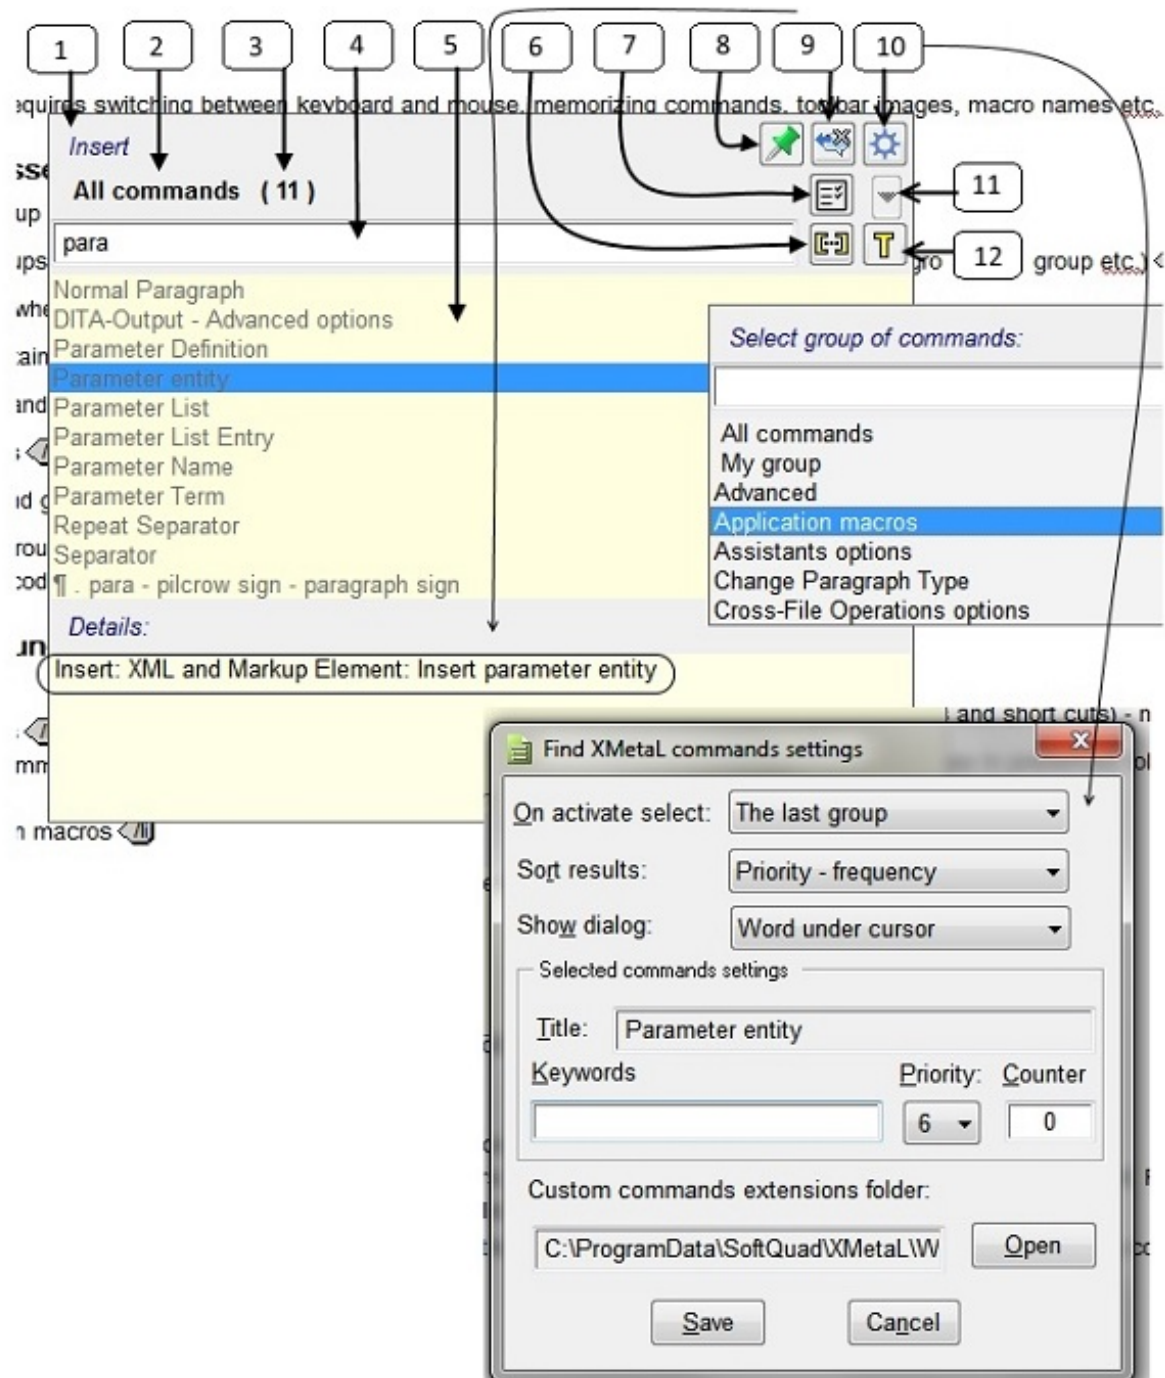 1 2 3 4 5 6 7 8 9 10
equires switching between keyboard and mouse, memorizing commands, toolbar images, macro names etc.
Insert
All commands ( 11 )
11
up
para
ups
12
gro
group etc.) <
Normal Paragraph
DITA-Output - Advanced options
Parameter Definition
Parameter entity
Parameter List
Parameter List Entry
Parameter Name
Parameter Term
Repeat Separator
Separator
¶ . para - pilcrow sign - paragraph sign
Select group of commands:
All commands
My group
Advanced
Application macros
Assistants options
Change Paragraph Type
Cross-File Operations options
Details:
Insert: XML and Markup Element: Insert parameter entity
and short cuts) - n
n macros </li
Find XMetaL commands settings
On activate select: The last group
Sort results: Priority - frequency
Show dialog: Word under cursor
Selected commands settings
Title: Parameter entity
Keywords Priority: Counter
6 0
Custom commands extensions folder:
C:\ProgramData\SoftQuad\XMetaL\W Open
Save Cancel